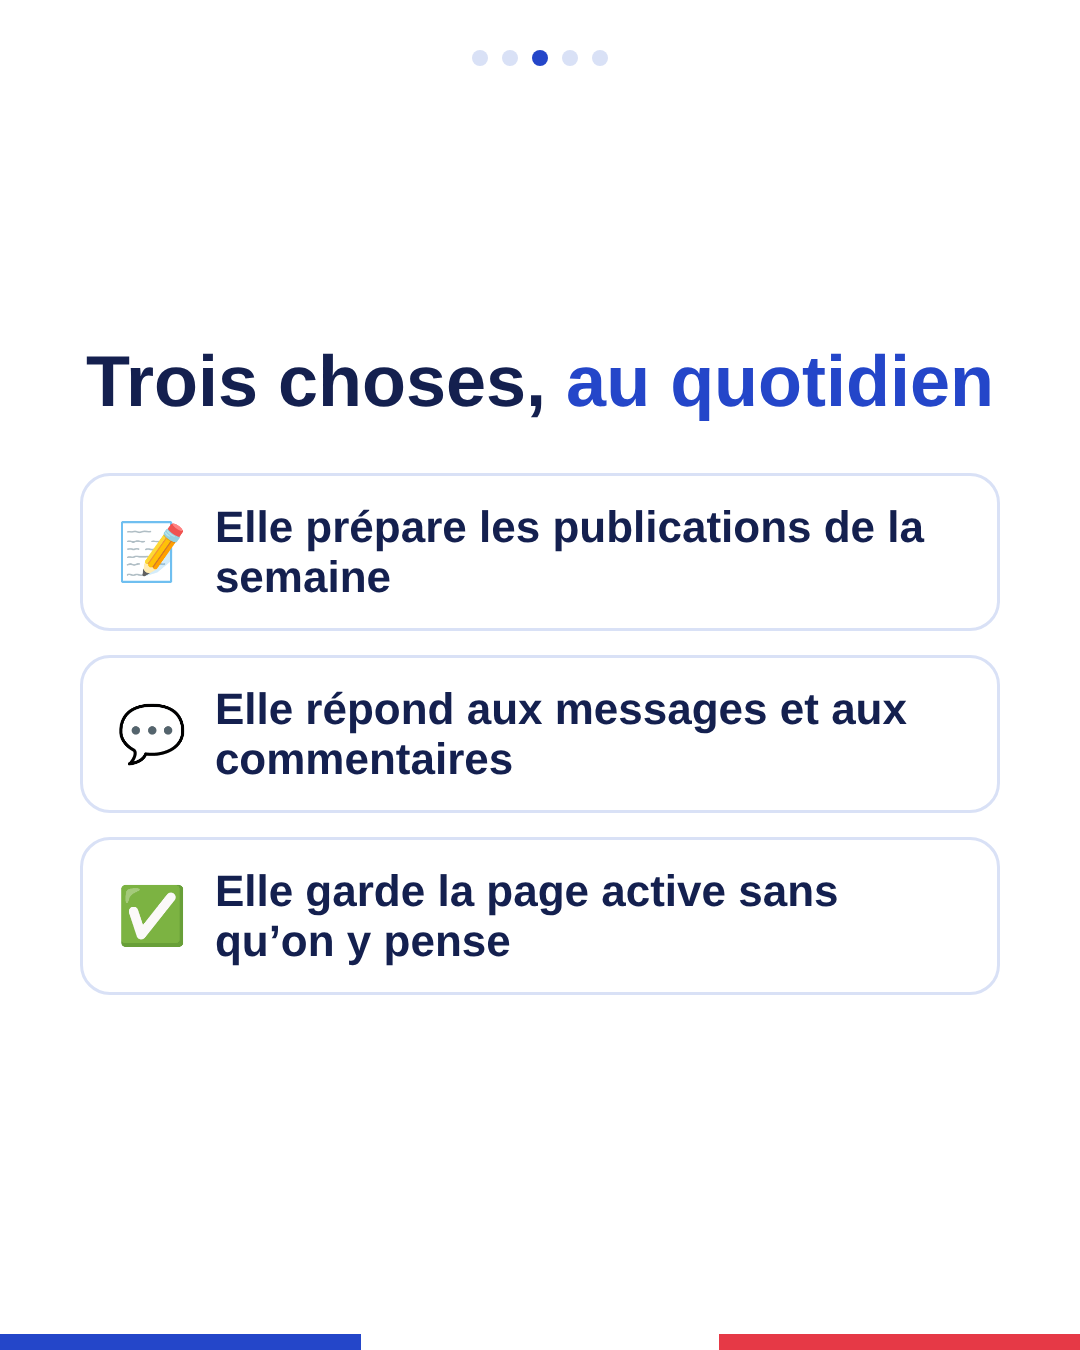 Trois choses, au quotidien
Elle prépare les publications de la
semaine
Elle répond aux messages et aux
commentaires
Elle garde la page active sans
qu’on y pense